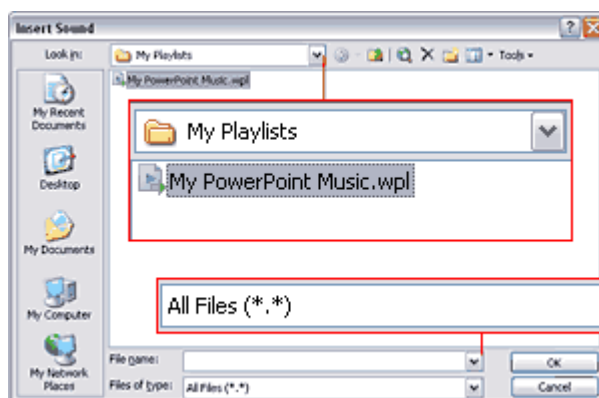 Insert Sound
Look in: My Playlists Tools
My PowerPoint Music.wpl
My Playlists
My PowerPoint Music.wpl
My Recent
Documents
Desktop
My Documents
My Computer
My Network
Places
All Files (*.*)
File name: OK
Files of type: All Files (*.*) Cancel